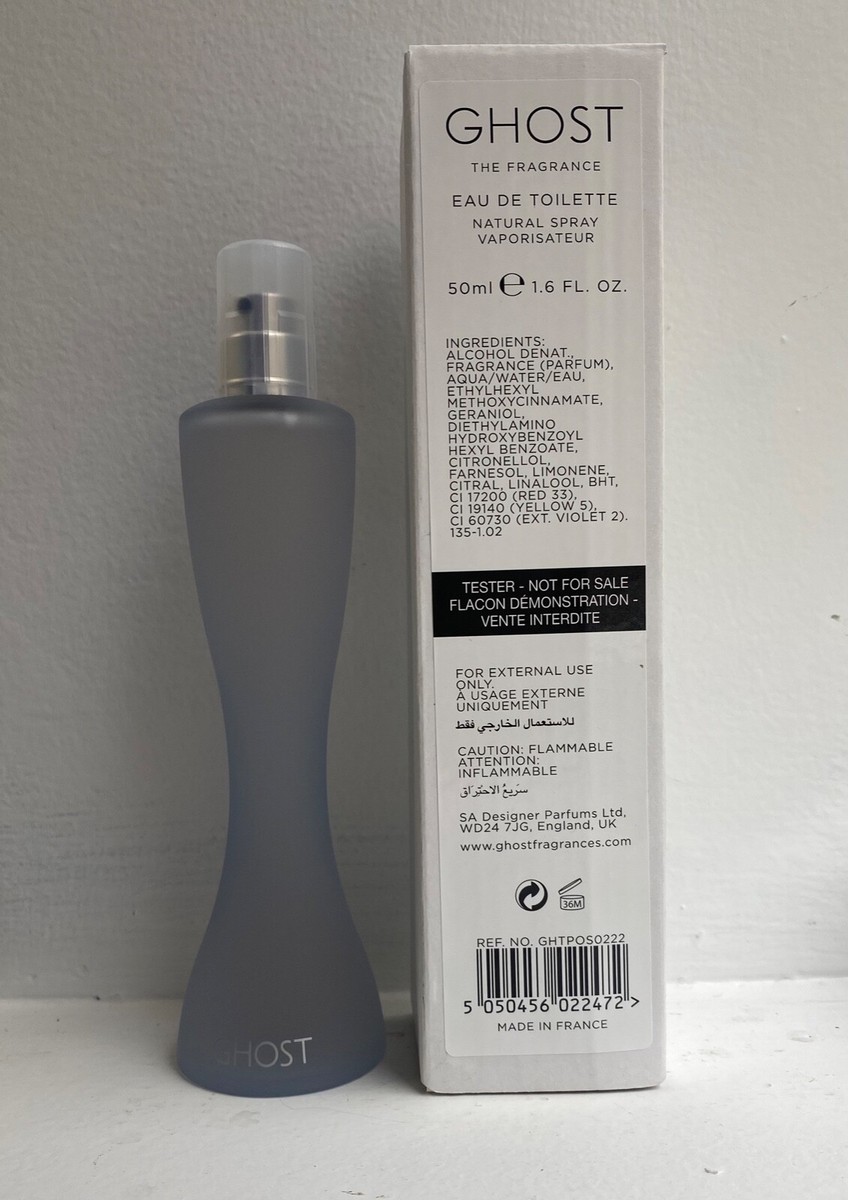 GHOST
THE FRAGRANCE
EAU DE TOILETTE
NATURAL SPRAY
VAPORISATEUR
50ml ℮ 1.6 FL. OZ.
INGREDIENTS:
ALCOHOL DENAT.,
FRAGRANCE (PARFUM),
AQUA/WATER/EAU,
ETHYLHEXYL
METHOXYCINNAMATE,
GERANIOL,
DIETHYLAMINO
HYDROXYBENZOYL
HEXYL BENZOATE,
CITRONELLOL,
FARNESOL, LIMONENE,
CITRAL, LINALOOL, BHT,
CI 17200 (RED 33),
CI 19140 (YELLOW 5),
CI 60730 (EXT. VIOLET 2).
135-1.02
TESTER - NOT FOR SALE
FLACON DÉMONSTRATION -
VENTE INTERDITE
FOR EXTERNAL USE
ONLY.
A USAGE EXTERNE
UNIQUEMENT
للاستعمال الخارجي فقط
CAUTION: FLAMMABLE
ATTENTION:
INFLAMMABLE
سَريعُ الاحْتِرَاق
SA Designer Parfums Ltd,
WD24 7JG, England, UK
www.ghostfragrances.com
36M
REF. NO. GHTPOS0222
5 050456 022472 >
MADE IN FRANCE
GHOST